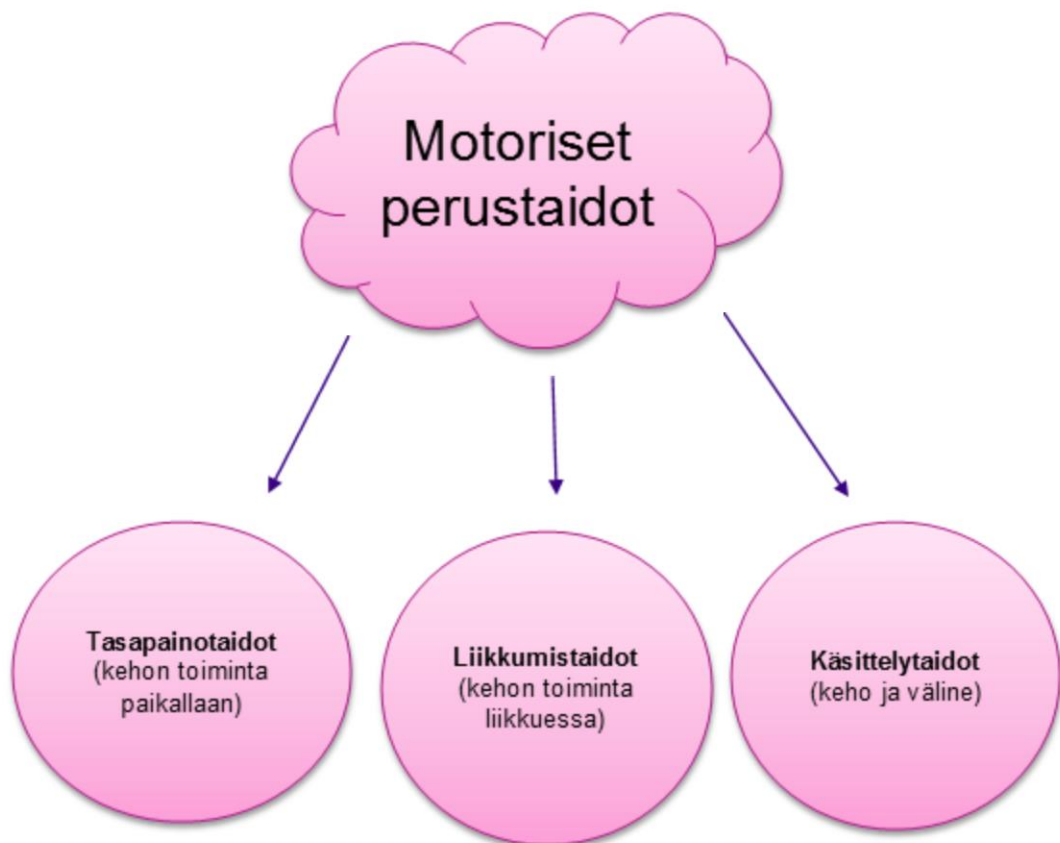 Motoriset
perustaidot
Tasapainotaidot
(kehon toiminta
paikallaan)
Liikkumistaidot
(kehon toiminta
liikkuessa)
Käsittelytaidot
(keho ja väline)